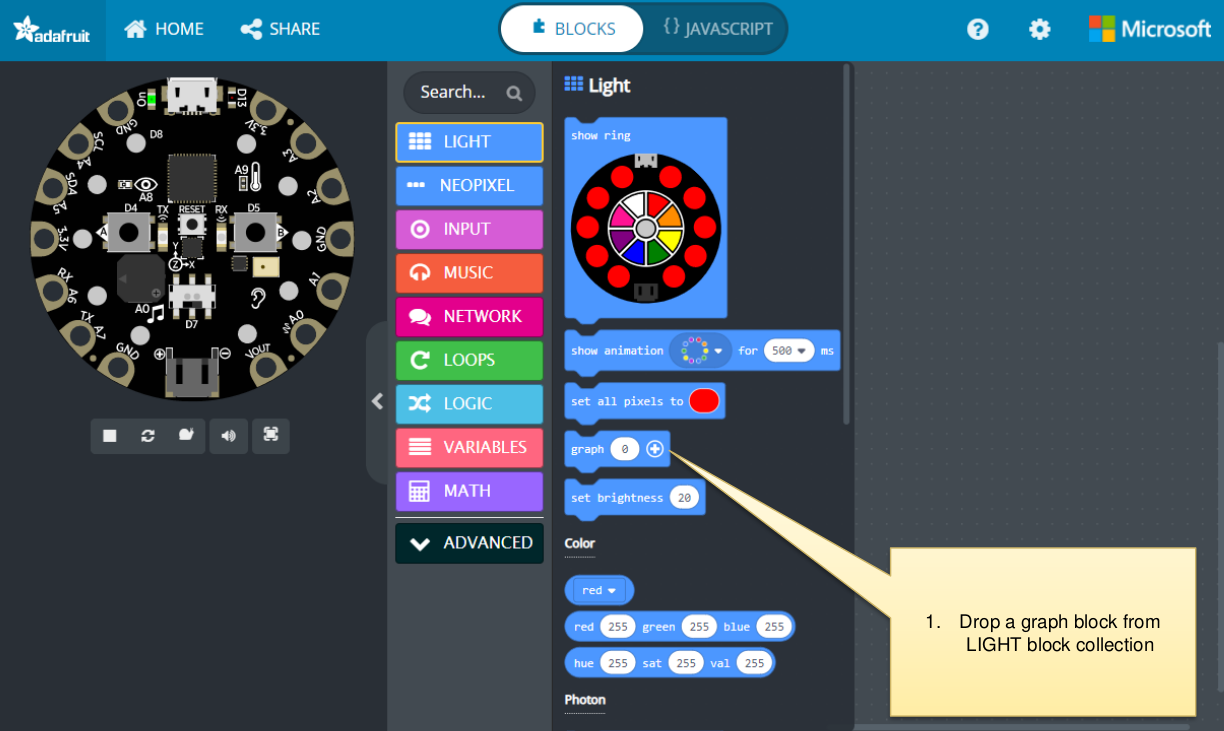 adafruit
HOME
SHARE
BLOCKS
{} JAVASCRIPT
Microsoft
Search...
LIGHT
NEOPIXEL
INPUT
MUSIC
NETWORK
LOOPS
LOGIC
VARIABLES
MATH
ADVANCED
Light
show ring
show animation for 500 ms
set all pixels to
graph 0
set brightness 20
Color
red
red 255 green 255 blue 255
hue 255 sat 255 val 255
Photon
1. Drop a graph block from
LIGHT block collection
ON
D13
GND
D8
3.3V
SCL
A4
A3
SDA
A5
A8
A9
A2
D4
TX
RESET
RX
D5
3.3V
A
B
GND
Y
Z
X
RX
A6
A1
A0
D7
TX
A7
A0
GND
VOUT